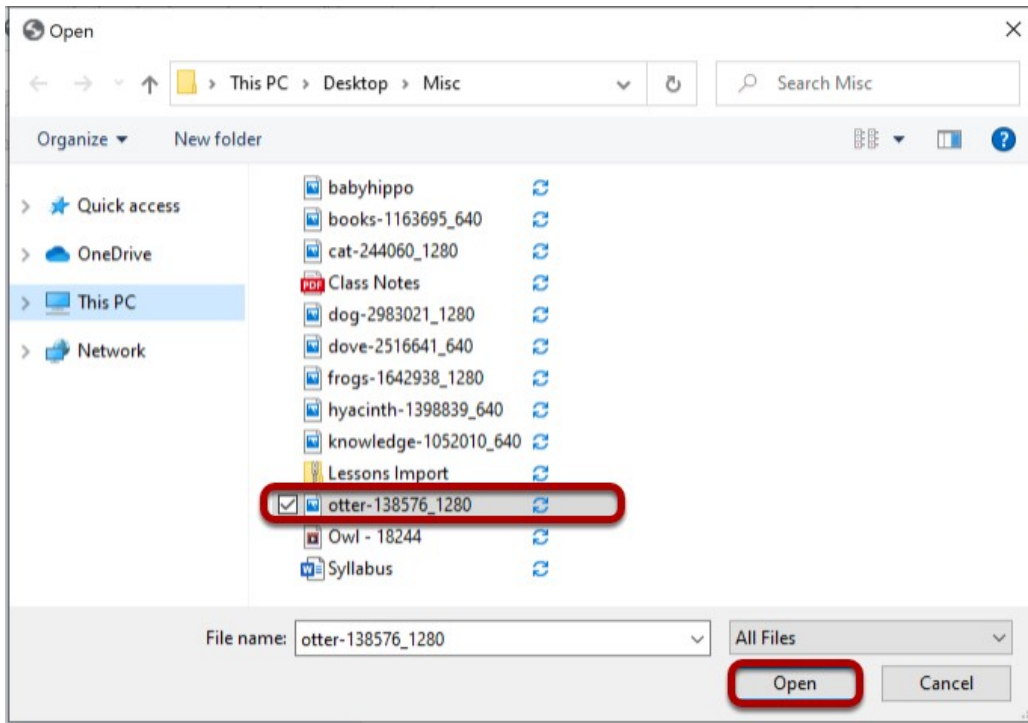 Open
This PC > Desktop > Misc
Search Misc
Organize
New folder
Quick access
OneDrive
This PC
Network
babyhippo
books-1163695_640
cat-244060_1280
PDF Class Notes
dog-2983021_1280
dove-2516641_640
frogs-1642938_1280
hyacinth-1398839_640
knowledge-1052010_640
Lessons Import
otter-138576_1280
Owl - 18244
Syllabus
File name: otter-138576_1280
All Files
Open
Cancel